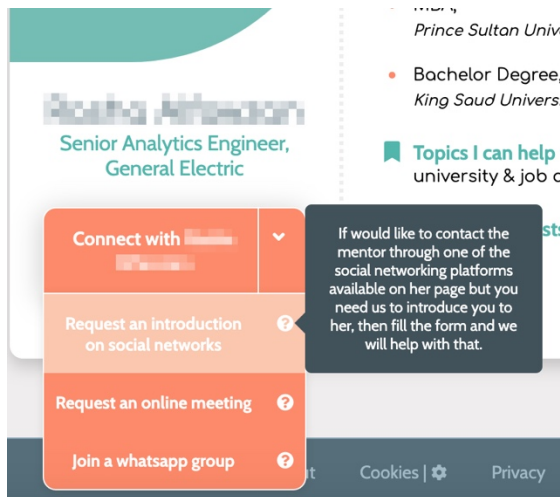 MBA,
Prince Sultan
Bachelor Degree,
King Saud
Senior Analytics Engineer,
General Electric
Topics I can help
university & job
Connect with
If would like to contact the
mentor through one of the
social networking platforms
available on her page but you
need us to introduce you to
her, then fill the form and we
will help with that.
Request an introduction
on social networks
Request an online meeting
Join a whatsapp group
Cookies |
Privacy